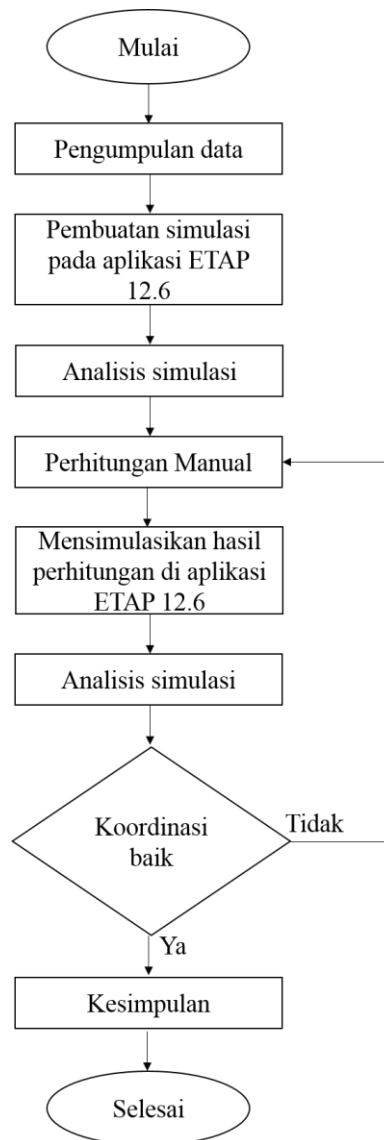 Mulai
Pengumpulan data
Pembuatan simulasi
pada aplikasi ETAP
12.6
Analisis simulasi
Perhitungan Manual
Mensimulasikan hasil
perhitungan di aplikasi
ETAP 12.6
Analisis simulasi
Koordinasi
baik
Tidak
Ya
Kesimpulan
Selesai